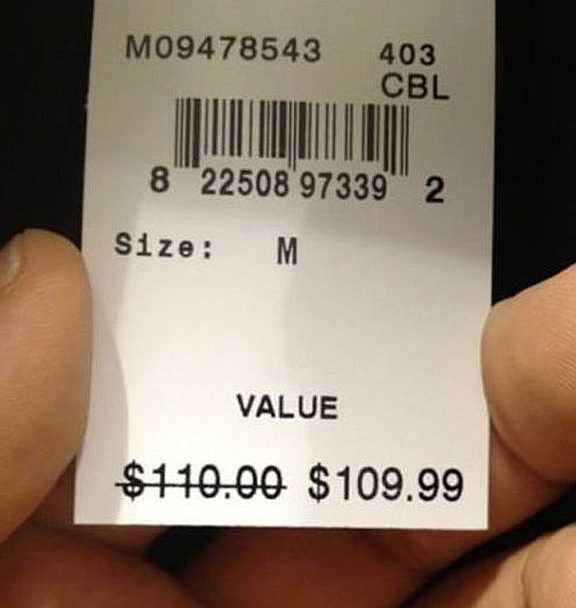 M09478543 403
CBL
8 22508 97339 2
Size: M
VALUE
$110.00 $109.99